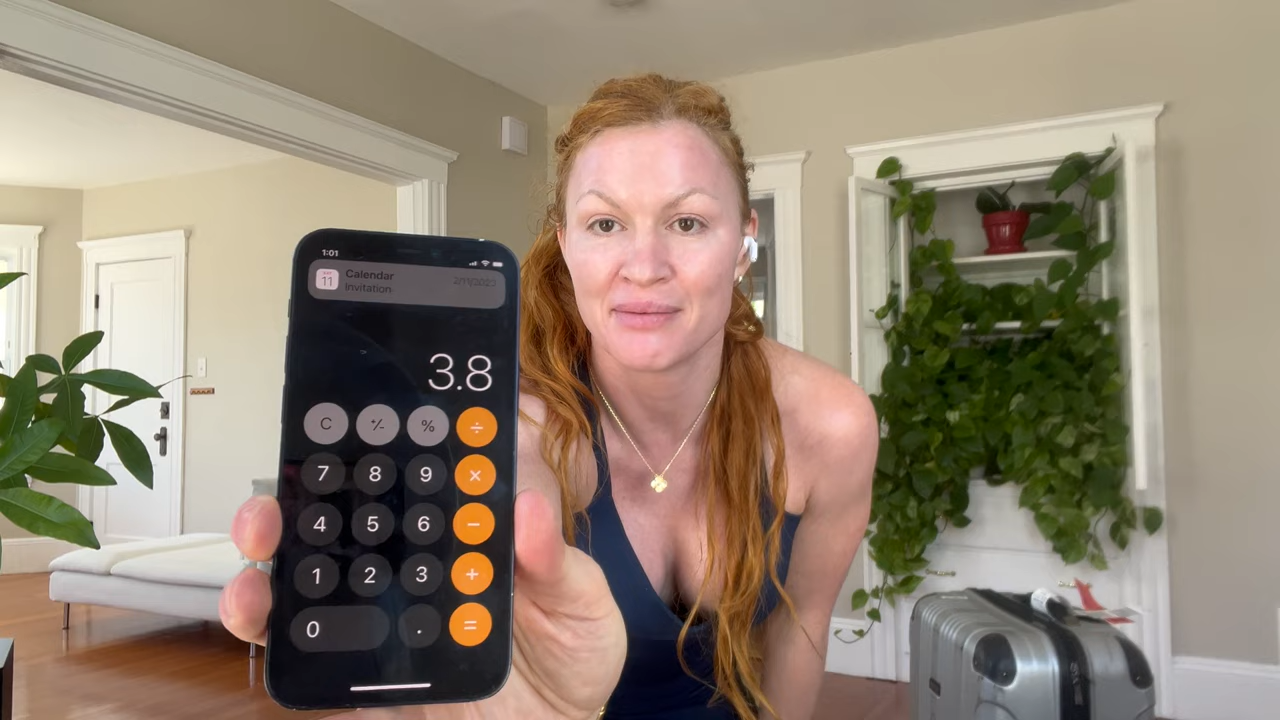 1:01
Calendar
Invitation
11
3.8
C +/- % ÷
7 8 9 ×
4 5 6 −
1 2 3 +
0 . =